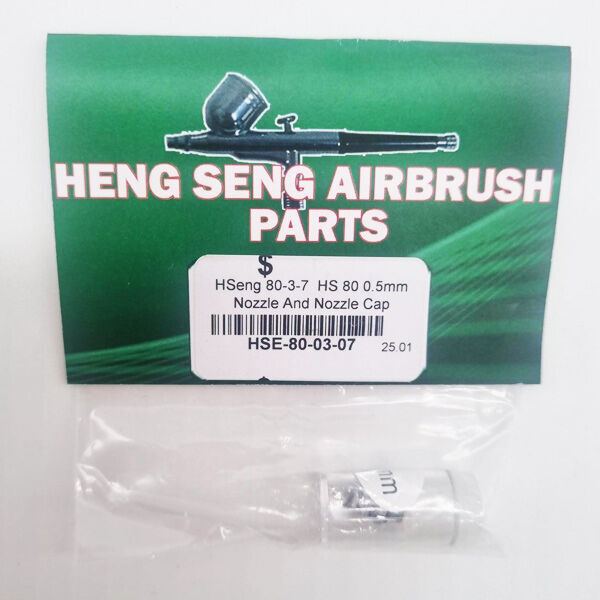 HENG SENG AIRBRUSH
PARTS
$
HSeng 80-3-7 HS 80 0.5mm
Nozzle And Nozzle Cap
HSE-80-03-07 25.01
mm